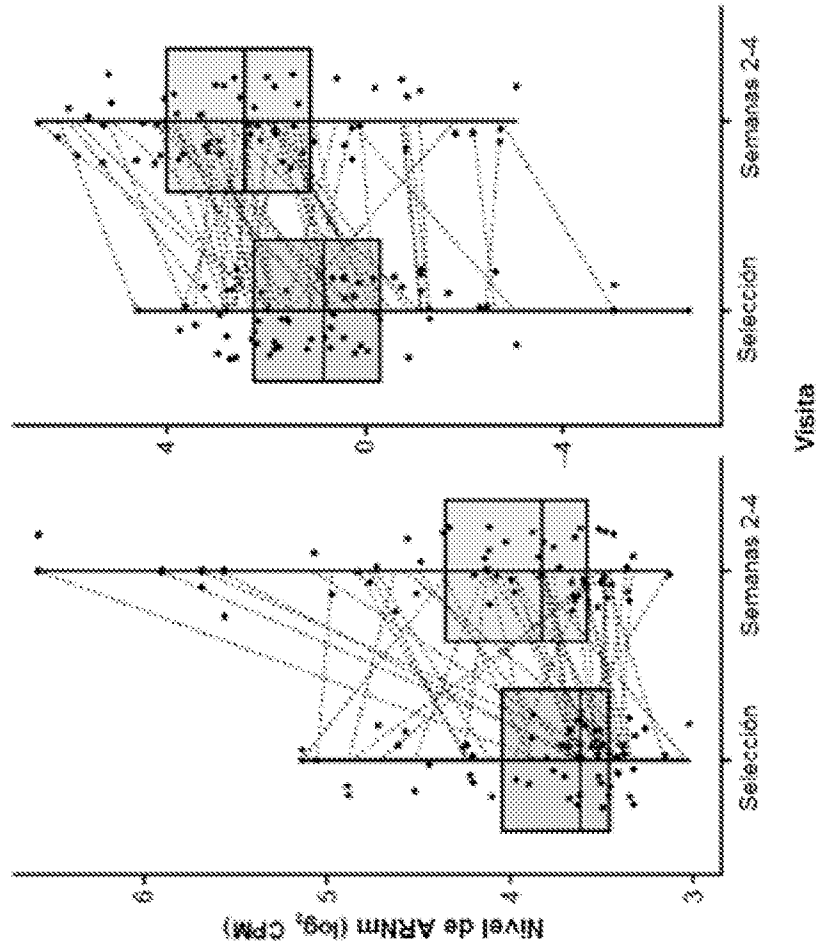 Nivel de ARNm (log₂ CPM)
6
5
4
3
Selección
Semanas 2-4
4
0
-4
Selección
Semanas 2-4
Visita